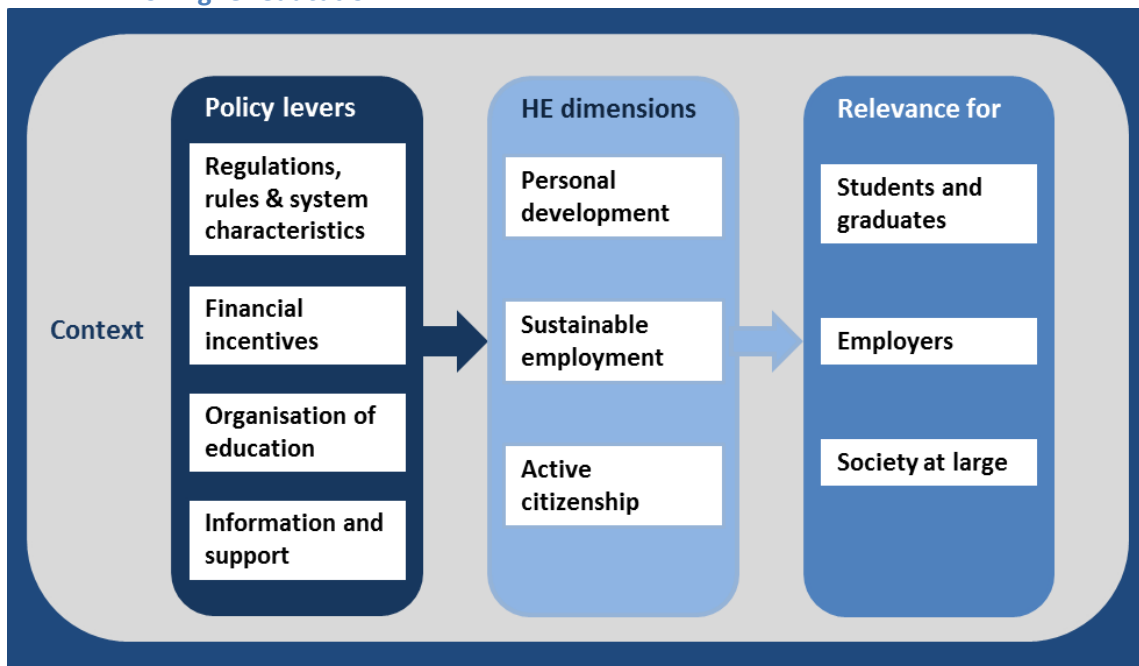 Context
Policy levers
Regulations,
rules & system
characteristics
Financial
incentives
Organisation of
education
Information and
support
HE dimensions
Personal
development
Sustainable
employment
Active
citizenship
Relevance for
Students and
graduates
Employers
Society at large